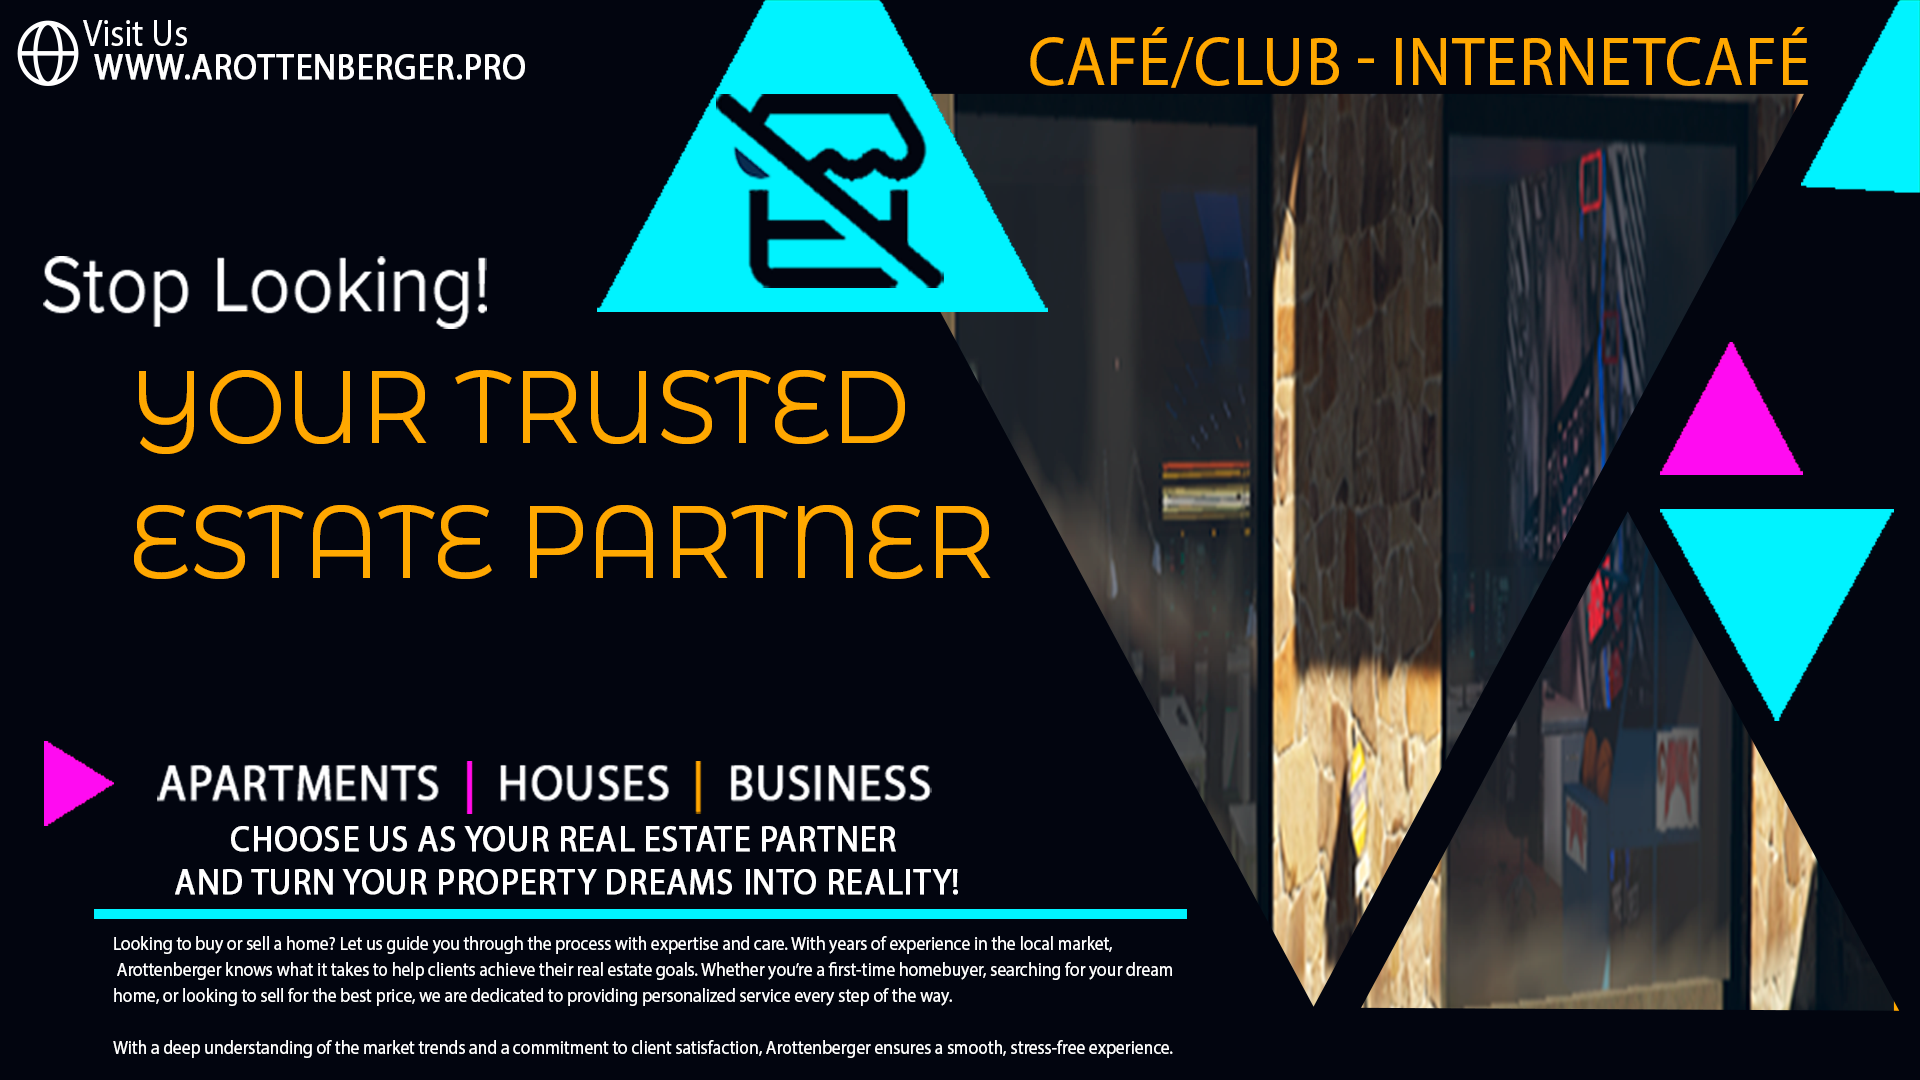 Visit Us
WWW.AROTTENBERGER.PRO
CAFÉ/CLUB - INTERNETCAFÉ
Stop Looking!
YOUR TRUSTED
ESTATE PARTNER
APARTMENTS | HOUSES | BUSINESS
CHOOSE US AS YOUR REAL ESTATE PARTNER
AND TURN YOUR PROPERTY DREAMS INTO REALITY!
Looking to buy or sell a home? Let us guide you through the process with expertise and care. With years of experience in the local market,
Arottenberger knows what it takes to help clients achieve their real estate goals. Whether you’re a first-time homebuyer, searching for your dream
home, or looking to sell for the best price, we are dedicated to providing personalized service every step of the way.
With a deep understanding of the market trends and a commitment to client satisfaction, Arottenberger ensures a smooth, stress-free experience.